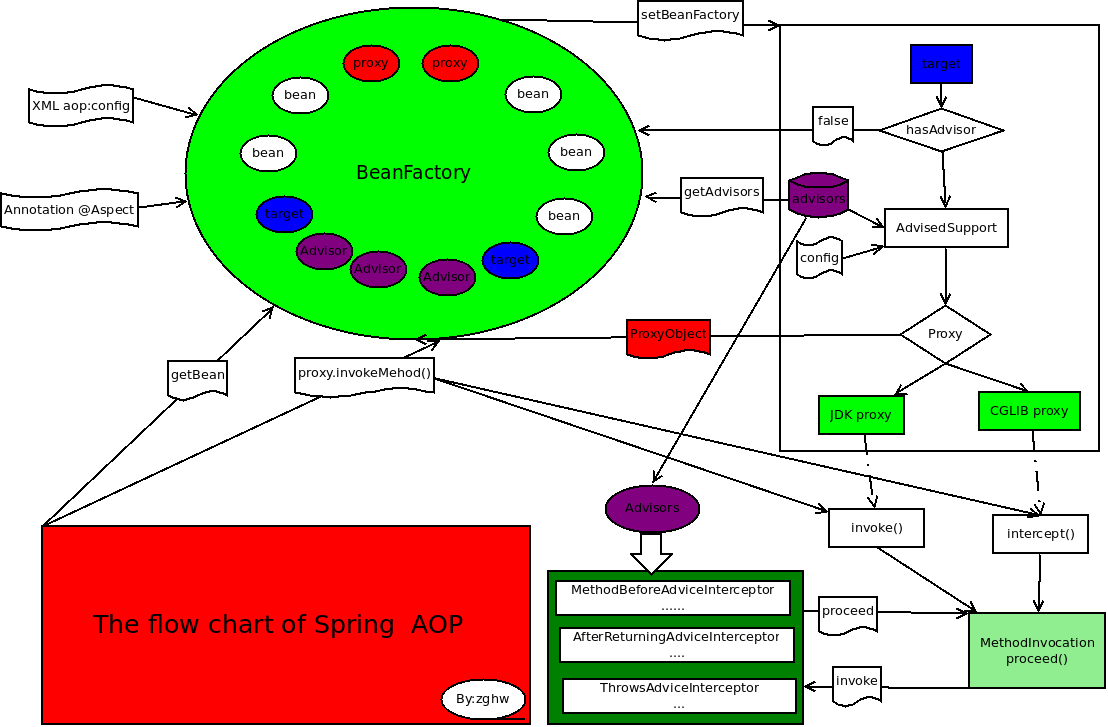 setBeanFactory
target
proxy
proxy
bean
bean
XML aop:config
false
hasAdvisor
bean
bean
BeanFactory
getAdvisors
advisors
Annotation @Aspect
target
bean
AdvisedSupport
Advisor
Advisor
Advisor
target
config
ProxyObject
Proxy
getBean
proxy.invokeMehod()
JDK proxy
CGLIB proxy
Advisors
invoke()
intercept()
MethodBeforeAdviceInterceptor
......
proceed
The flow chart of Spring AOP
AfterReturningAdviceInterceptor
....
MethodInvocation
proceed()
ThrowsAdviceInterceptor
...
invoke
By:zghw